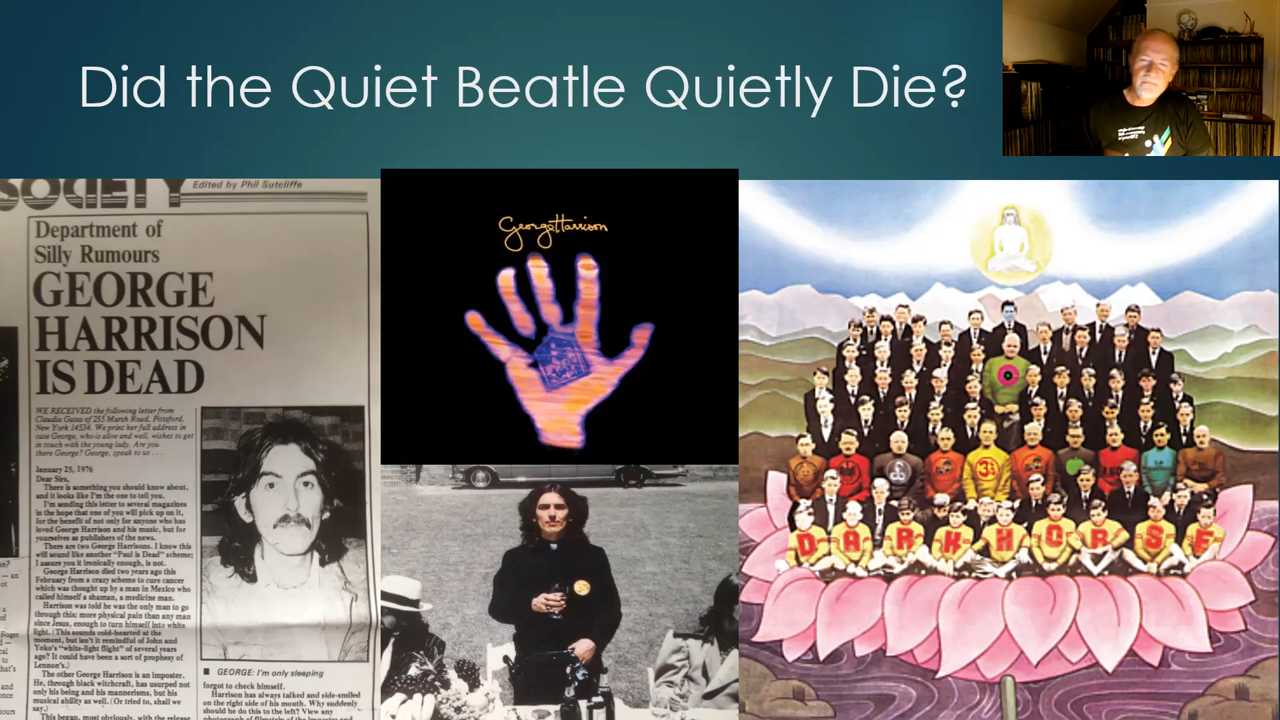 Did the Quiet Beatle Quietly Die?
SOCIETY
Edited by Phil Sutcliffe
Department of
Silly Rumours
GEORGE
HARRISON
IS DEAD
WE RECEIVED the following letter from
Claudia Gates of 255 Marsh Road, Pittsford,
New York 14534. We print her full address in
case George, who is alive and well, wishes to get
in touch with the young lady. Are you
there George? George, speak to us . . .
January 25, 1976
Dear Sirs,
There is something you should know about,
and it looks like I'm the one to tell you.
I'm sending this letter to several magazines
in the hope that one of you will pick up on it,
for the benefit of not only for anyone who has
loved George Harrison and his music, but for
yourselves as publishers of the news.
There are two George Harrisons. I know this
will sound like another "Paul is Dead" scheme;
I assure you it ironically enough, is not.
George Harrison died two years ago this
February from a crazy scheme to cure cancer
which was thought up by a man in Mexico who
called himself a shaman, a medicine man.
Harrison was told he was the only man to go
through this; more physical pain than any man
since Jesus, enough to turn himself into white
light. (This sounds cold-hearted at the
moment, but isn't it remindful of John and
Yoko's "white-light flight" of several years
ago? It could have been a sort of prophesy of
Lennon's.)
The other George Harrison is an imposter.
He, through black witchcraft, has usurped not
only his being and his mannerisms, but his
musical ability as well. (Or tried to, shall we
say.)
This began, most obviously, with the release
GEORGE: I'm only sleeping
forgot to check himself.
Harrison has always talked and side-smiled
on the right side of his mouth. Why suddenly
should he do this to the left? View any
George Harrison
DARK HORSE